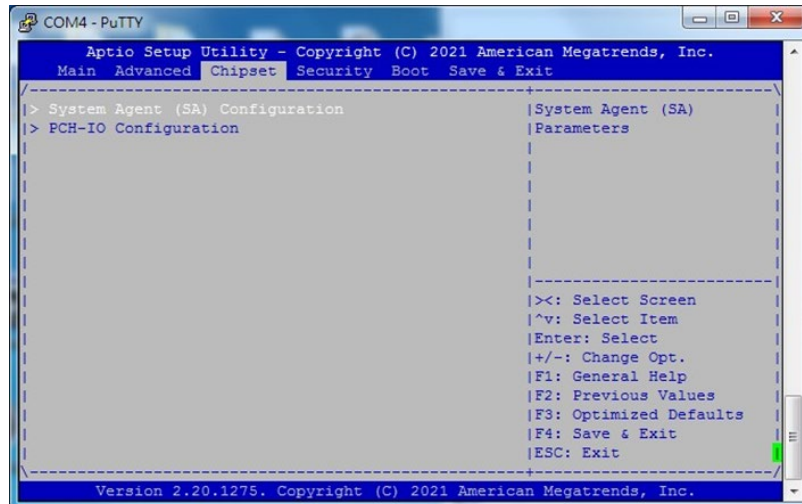 COM4 - PuTTY
Aptio Setup Utility - Copyright (C) 2021 American Megatrends, Inc.
Main Advanced Chipset Security Boot Save & Exit
> System Agent (SA) Configuration
> PCH-IO Configuration
System Agent (SA)
Parameters
><: Select Screen
^v: Select Item
Enter: Select
+/-: Change Opt.
F1: General Help
F2: Previous Values
F3: Optimized Defaults
F4: Save & Exit
ESC: Exit
Version 2.20.1275. Copyright (C) 2021 American Megatrends, Inc.